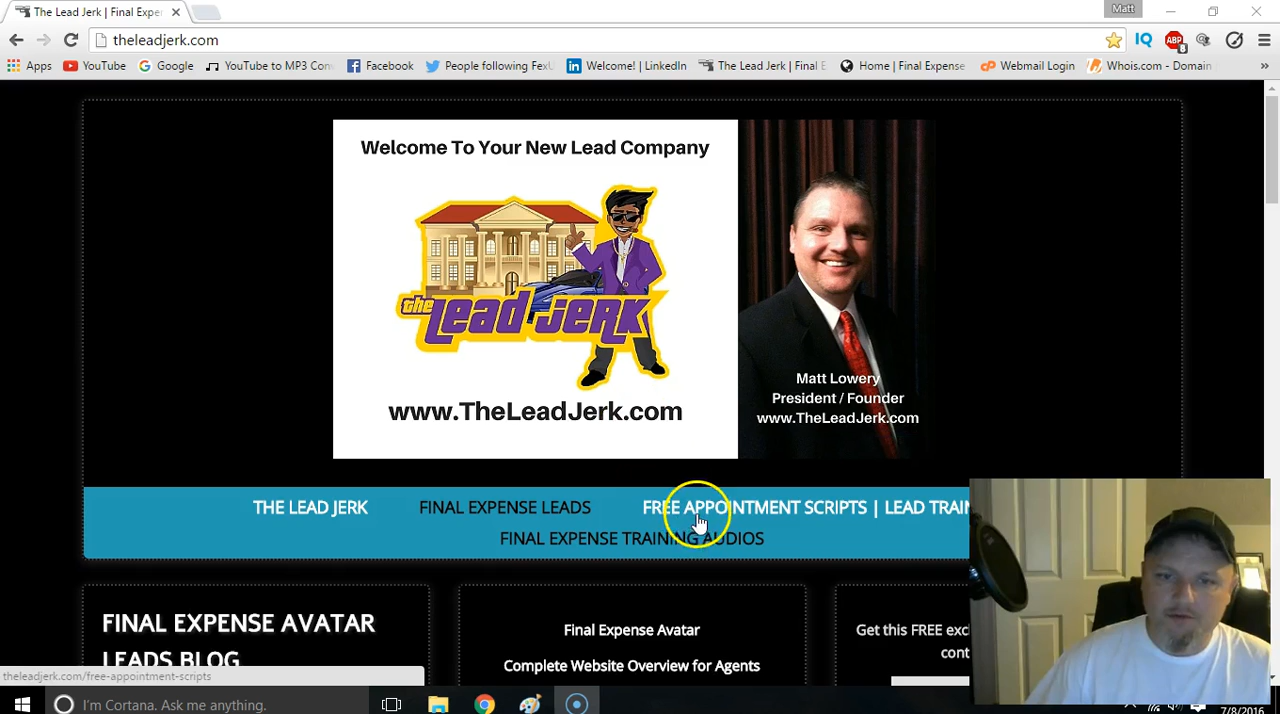 The Lead Jerk | Final Expe
Matt
theleadjerk.com
ABP
8
IQ
Apps
YouTube
Google
YouTube to MP3 Con
Facebook
People following FexU
Welcome! | LinkedIn
The Lead Jerk | Final E
Home | Final Expense
Webmail Login
Whois.com - Domain
»
Welcome To Your New Lead Company
the Lead Jerk
www.TheLeadJerk.com
Matt Lowery
President / Founder
www.TheLeadJerk.com
THE LEAD JERK
FINAL EXPENSE LEADS
FREE APPOINTMENT SCRIPTS | LEAD TRAIN
FINAL EXPENSE TRAINING AUDIOS
FINAL EXPENSE AVATAR
LEADS BLOG
Final Expense Avatar
Complete Website Overview for Agents
Get this FREE exc
cont
theleadjerk.com/free-appointment-scripts
I'm Cortana. Ask me anything.
7/8/2016